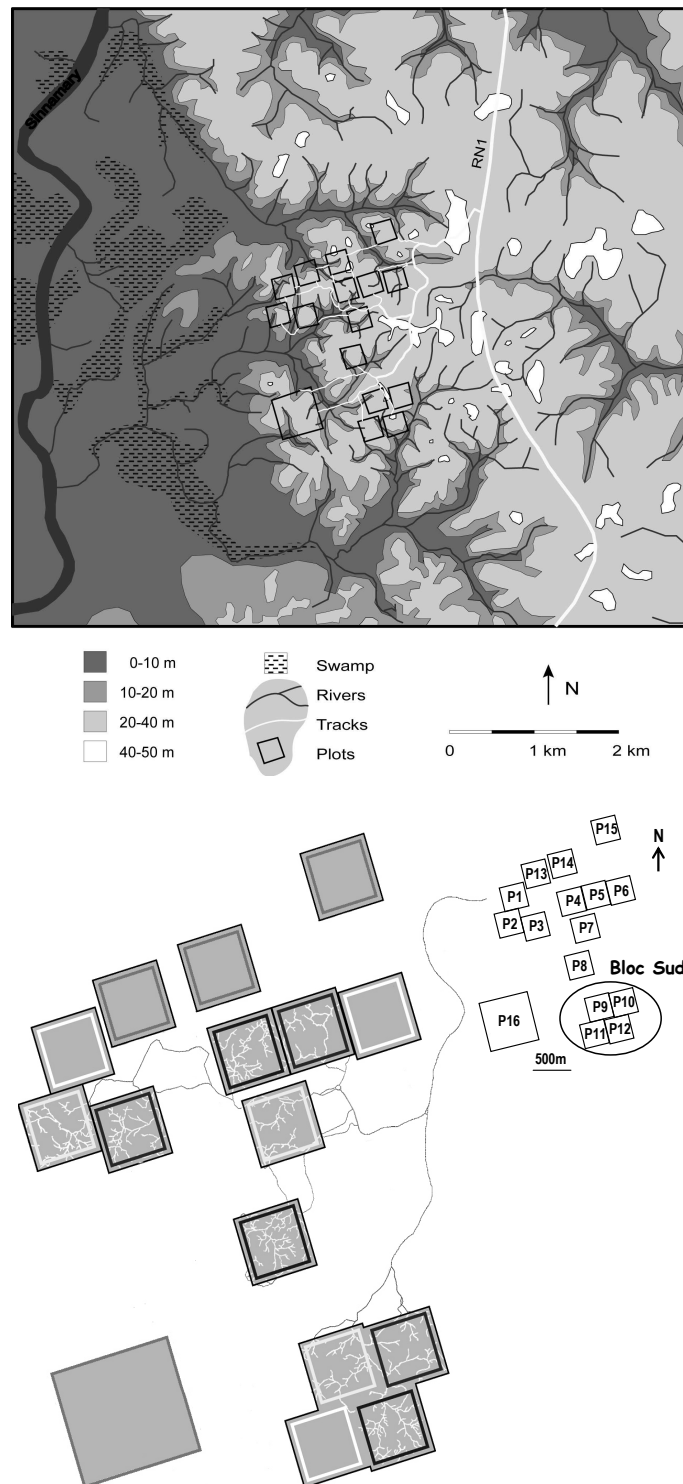 Sinnamary
RN1
0-10 m
10-20 m
20-40 m
40-50 m
Swamp
Rivers
Tracks
Plots
N
0 1 km 2 km
P15
N
P14
P13
P1
P4
P5
P6
P2
P3
P7
P8
Bloc Sud
P9
P10
P16
P11
P12
500m